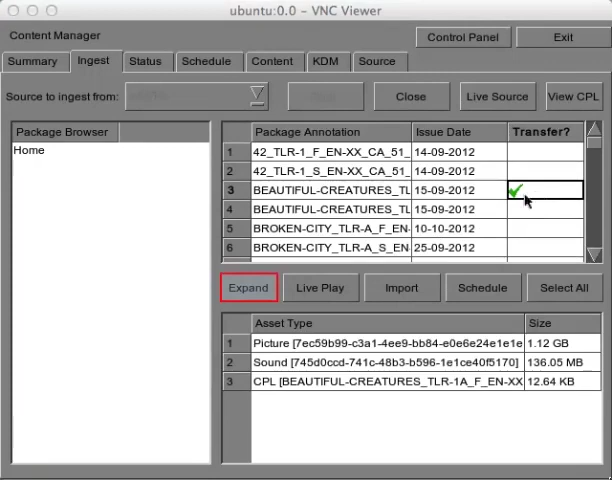 ubuntu:0.0 – VNC Viewer
Content Manager
Control Panel
Exit
Summary
Ingest
Status
Schedule
Content
KDM
Source
Source to ingest from:
Close
Live Source
View CPL
Package Browser
Home
Package Annotation Issue Date Transfer?
1 42_TLR-1_F_EN-XX_CA_51_ 14-09-2012
2 42_TLR-1_S_EN-XX_CA_51_ 14-09-2012
3 BEAUTIFUL-CREATURES_TL 15-09-2012
4 BEAUTIFUL-CREATURES_TL 15-09-2012
5 BROKEN-CITY_TLR-A_F_EN- 10-10-2012
6 BROKEN-CITY_TLR-A_S_EN- 25-09-2012
Expand
Live Play
Import
Schedule
Select All
Asset Type Size
1 Picture [7ec59b99-c3a1-4ee9-bb84-e0e6e24e1e1e 1.12 GB
2 Sound [745d0ccd-741c-48b3-b596-1e1ce40f5170] 136.05 MB
3 CPL [BEAUTIFUL-CREATURES_TLR-1A_F_EN-XX 12.64 KB